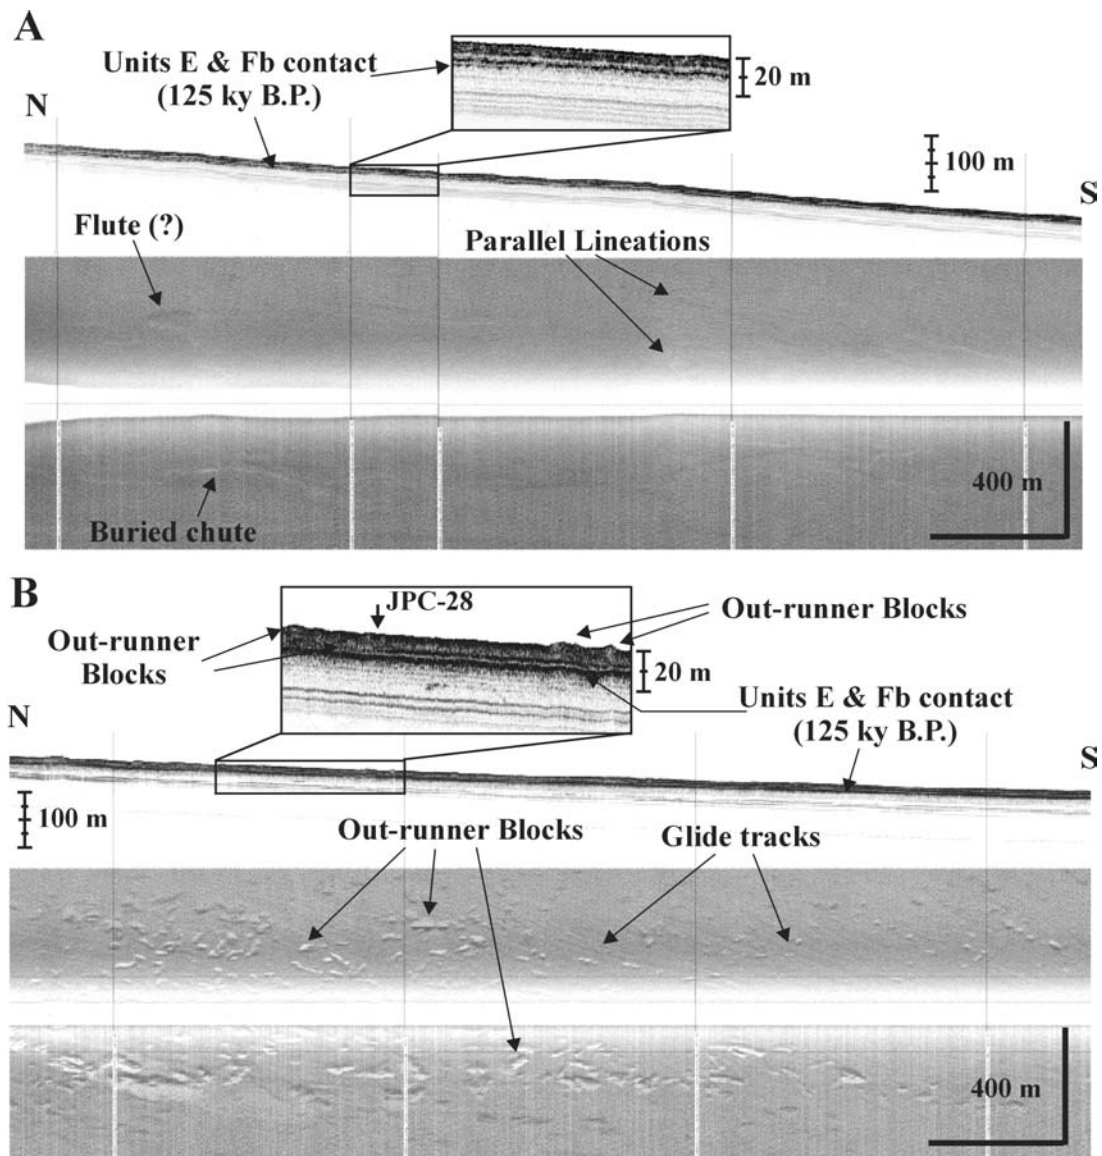 A
Units E & Fb contact
(125 ky B.P.)
20 m
N
100 m
S
Flute (?)
Parallel Lineations
Buried chute
400 m
B
JPC-28
Out-runner
Blocks
Out-runner Blocks
20 m
Units E & Fb contact
(125 ky B.P.)
N
S
100 m
Out-runner Blocks
Glide tracks
400 m